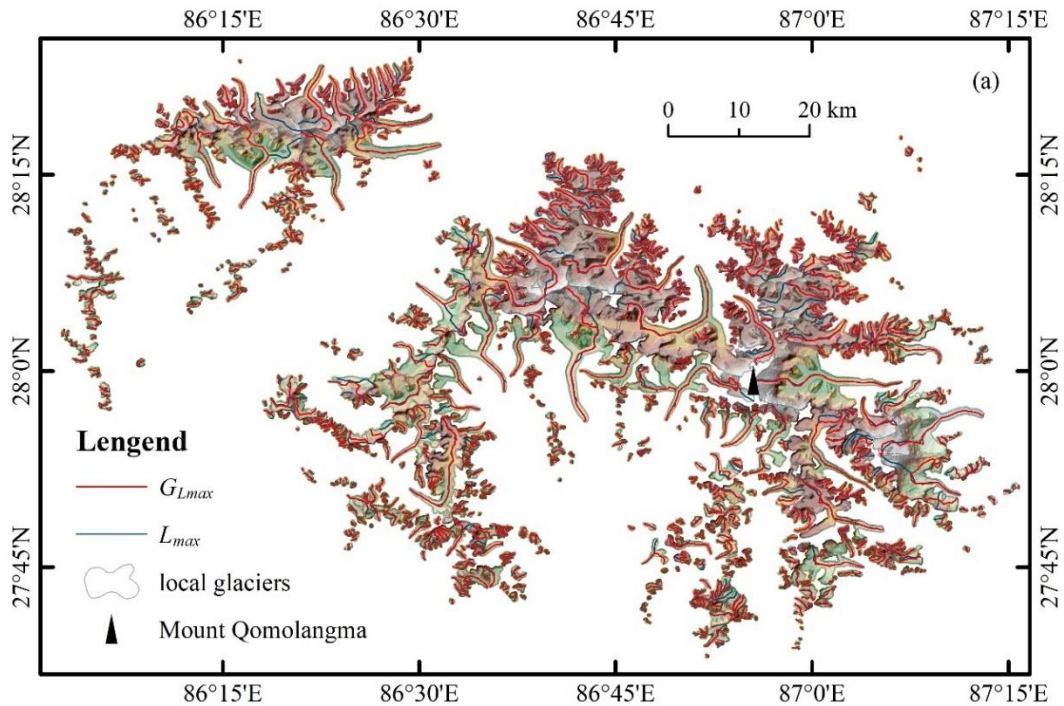 86°15'E 86°30'E 86°45'E 87°0'E 87°15'E
(a)
0 10 20 km
28°15'N 28°15'N
28°0'N 28°0'N
Lengend
G_Lmax
L_max
local glaciers
Mount Qomolangma
27°45'N 27°45'N
86°15'E 86°30'E 86°45'E 87°0'E 87°15'E